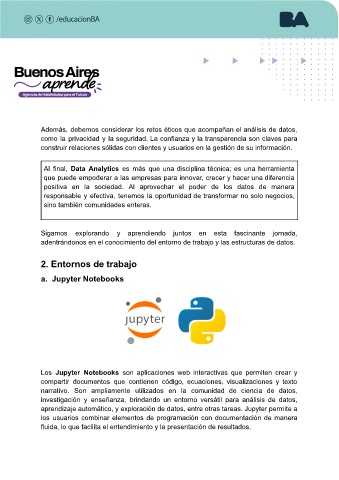 /educacionBA
BA
Buenos Aires
aprende
Agencia de Habilidades para el Futuro
Además, debemos considerar los retos éticos que acompañan el análisis de datos,
como la privacidad y la seguridad. La confianza y la transparencia son claves para
construir relaciones sólidas con clientes y usuarios en la gestión de su información.
Al final, Data Analytics es más que una disciplina técnica; es una herramienta
que puede empoderar a las empresas para innovar, crecer y hacer una diferencia
positiva en la sociedad. Al aprovechar el poder de los datos de manera
responsable y efectiva, tenemos la oportunidad de transformar no solo negocios,
sino también comunidades enteras.
Sigamos explorando y aprendiendo juntos en esta fascinante jornada,
adentrándonos en el conocimiento del entorno de trabajo y las estructuras de datos.
2. Entornos de trabajo
a. Jupyter Notebooks
jupyter
Los Jupyter Notebooks son aplicaciones web interactivas que permiten crear y
compartir documentos que contienen código, ecuaciones, visualizaciones y texto
narrativo. Son ampliamente utilizados en la comunidad de ciencia de datos,
investigación y enseñanza, brindando un entorno versátil para análisis de datos,
aprendizaje automático, y exploración de datos, entre otras tareas. Jupyter permite a
los usuarios combinar elementos de programación con documentación de manera
fluida, lo que facilita el entendimiento y la presentación de resultados.